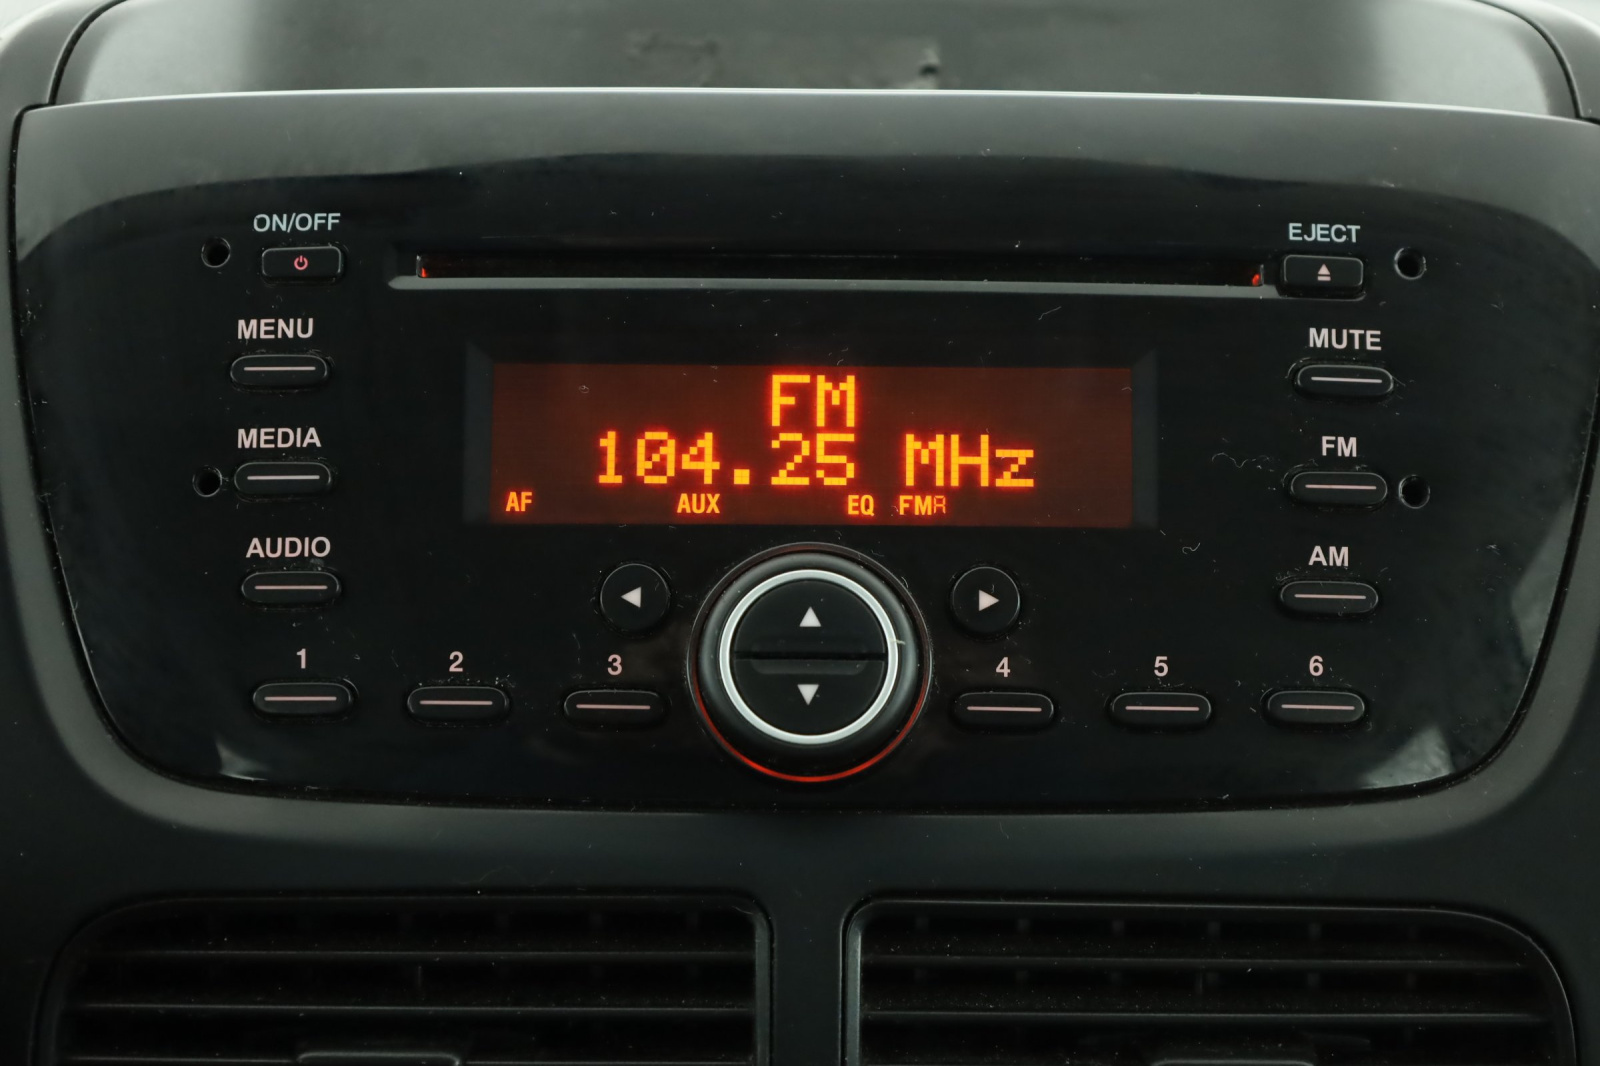 ON/OFF
EJECT
MENU
MUTE
FM
104.25 MHz
AF AUX EQ FMA
MEDIA
FM
AUDIO
AM
1 2 3 4 5 6